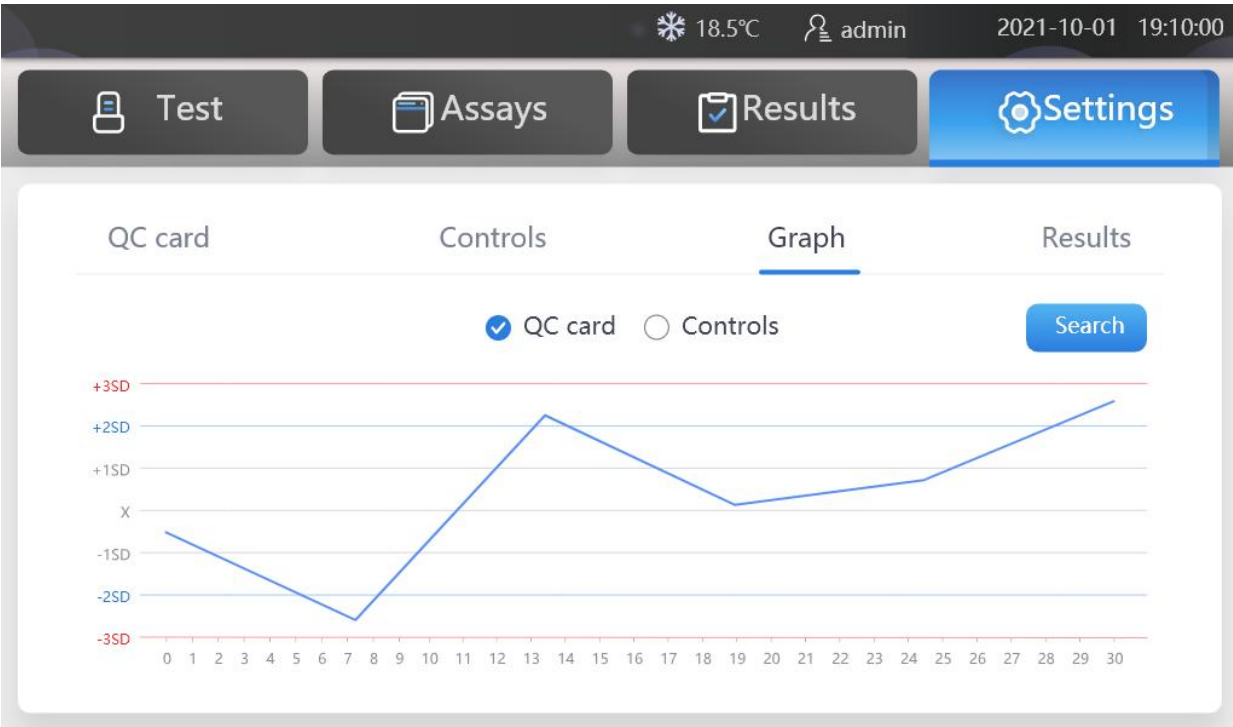 18.5℃ admin 2021-10-01 19:10:00
Test Assays Results Settings
QC card Controls Graph Results
QC card Controls Search
+3SD
+2SD
+1SD
X
-1SD
-2SD
-3SD
0 1 2 3 4 5 6 7 8 9 10 11 12 13 14 15 16 17 18 19 20 21 22 23 24 25 26 27 28 29 30